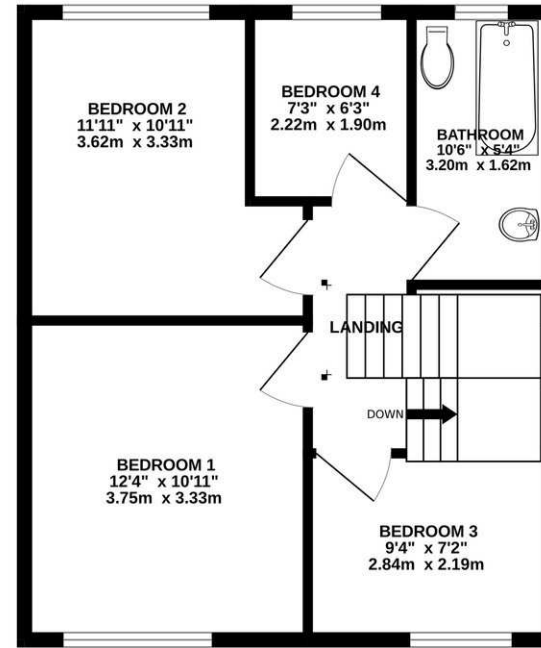 BEDROOM 2
11'11" x 10'11"
3.62m x 3.33m
BEDROOM 4
7'3" x 6'3"
2.22m x 1.90m
BATHROOM
10'6" x 5'4"
3.20m x 1.62m
LANDING
DOWN
BEDROOM 1
12'4" x 10'11"
3.75m x 3.33m
BEDROOM 3
9'4" x 7'2"
2.84m x 2.19m